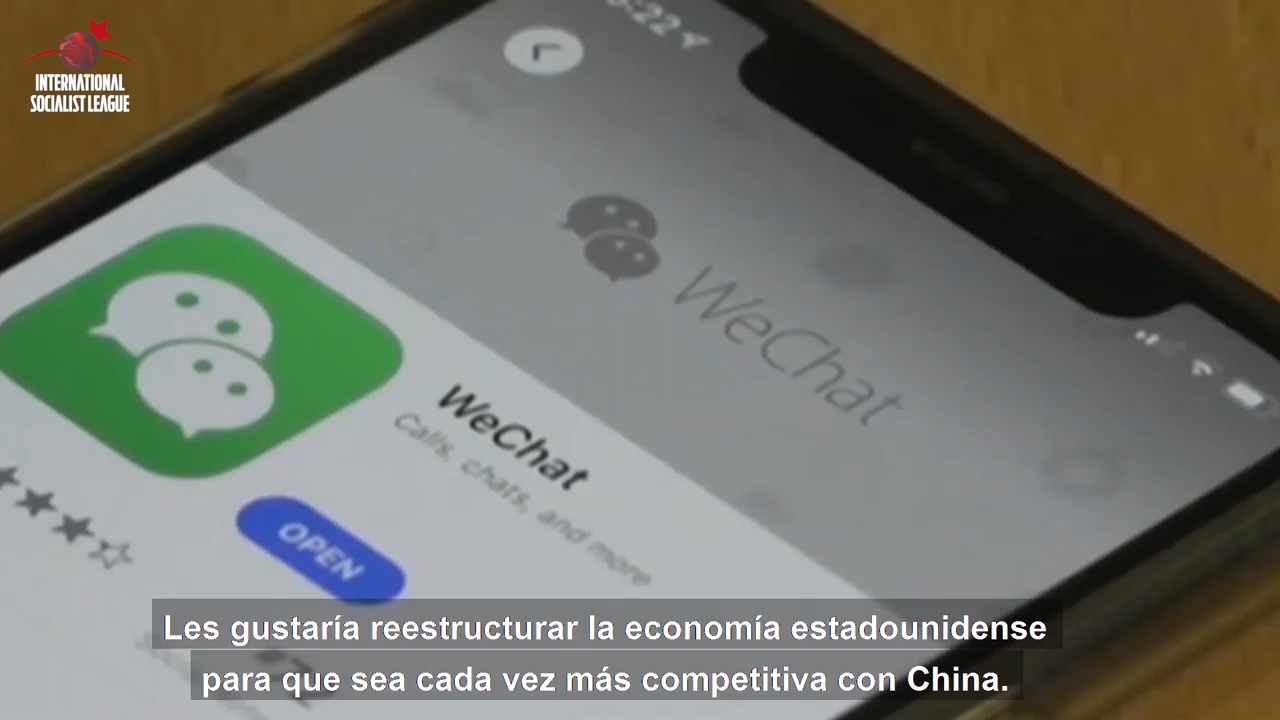 INTERNATIONAL
SOCIALIST LEAGUE
WeChat
WeChat
Calls, chats, and more
OPEN
Les gustaría reestructurar la economía estadounidense
para que sea cada vez más competitiva con China.